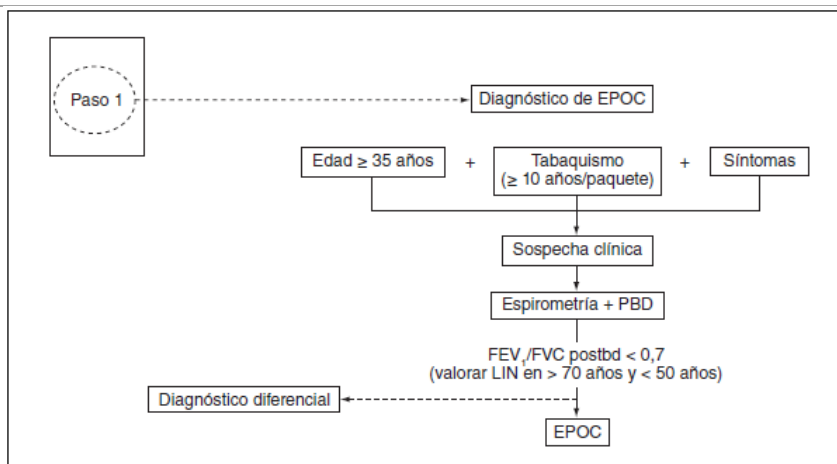 Paso 1
Diagnóstico de EPOC
Edad ≥ 35 años + Tabaquismo + Síntomas
(≥ 10 años/paquete)
Sospecha clínica
Espirometría + PBD
FEV₁/FVC postbd < 0,7
(valorar LIN en > 70 años y < 50 años)
Diagnóstico diferencial
EPOC